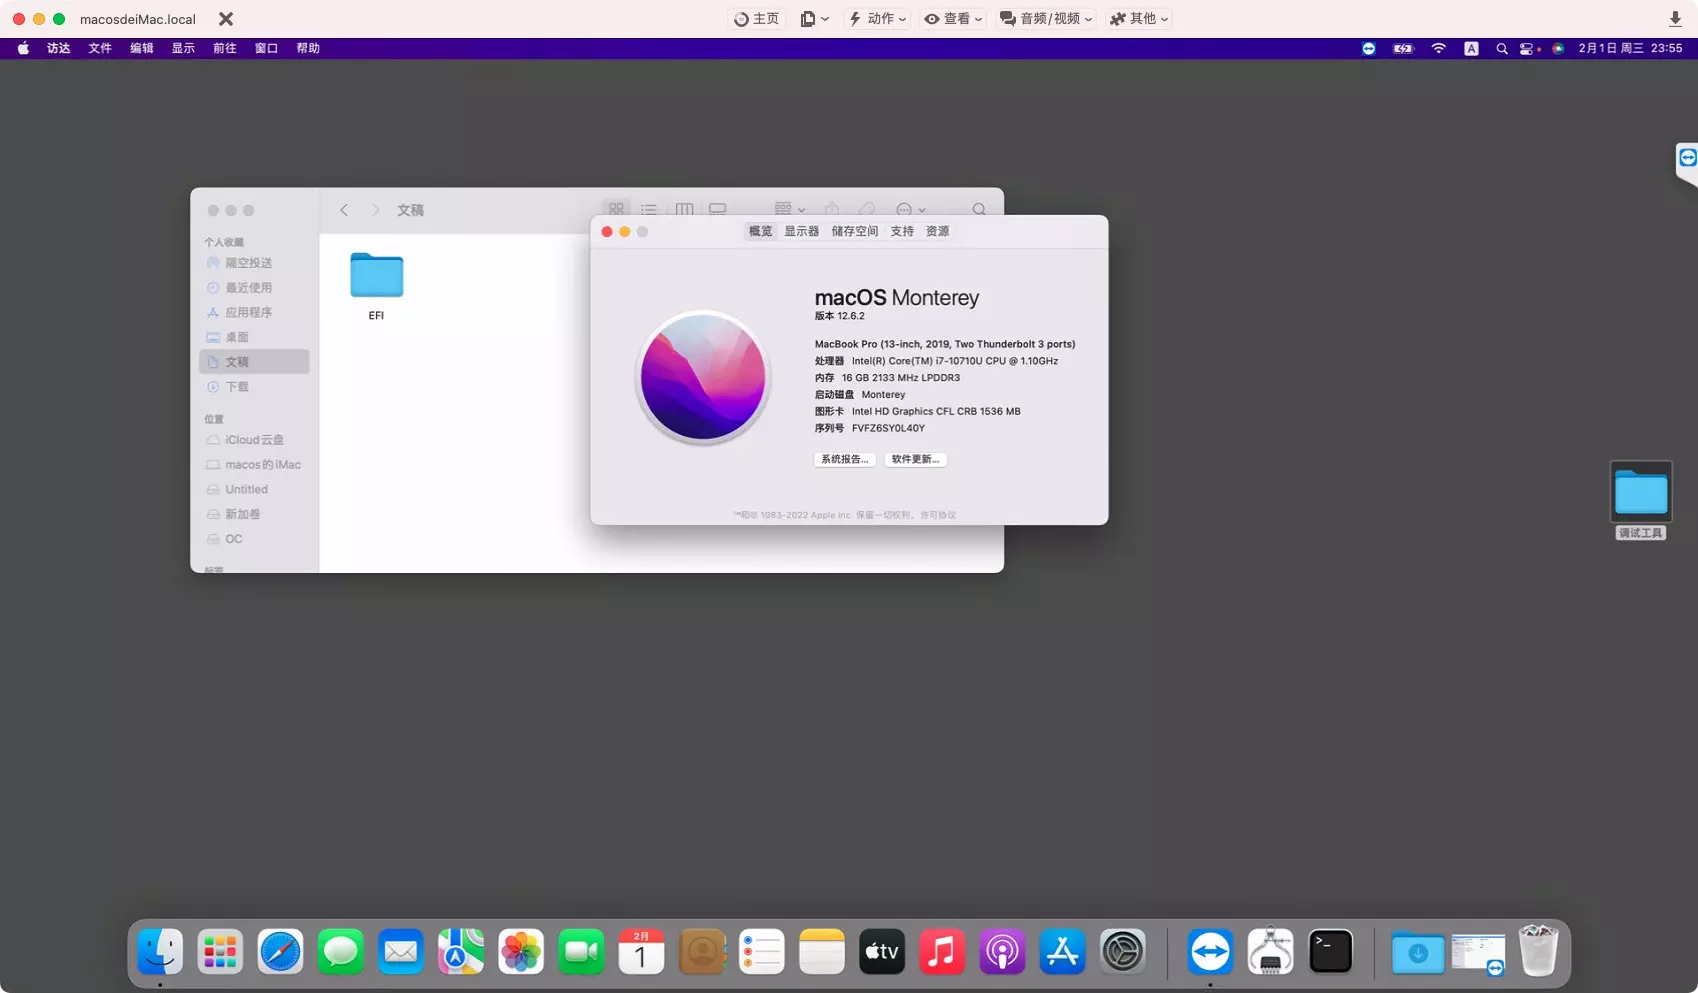 macosdeiMac.local
主页
动作
查看
音频/视频
其他
访达 文件 编辑 显示 前往 窗口 帮助
A
2月1日 周三 23:55
文稿
个人收藏
隔空投送
最近使用
应用程序
桌面
文稿
下载
位置
iCloud云盘
macos的iMac
Untitled
新加卷
OC
标签
EFI
概览 显示器 储存空间 支持 资源
macOS Monterey
版本 12.6.2
MacBook Pro (13-inch, 2019, Two Thunderbolt 3 ports)
处理器 Intel(R) Core(TM) i7-10710U CPU @ 1.10GHz
内存 16 GB 2133 MHz LPDDR3
启动磁盘 Monterey
图形卡 Intel HD Graphics CFL CRB 1536 MB
序列号 FVFZ6SY0L40Y
系统报告... 软件更新...
™和© 1983-2022 Apple Inc. 保留一切权利。许可协议
调试工具
2月
1
tv
>_